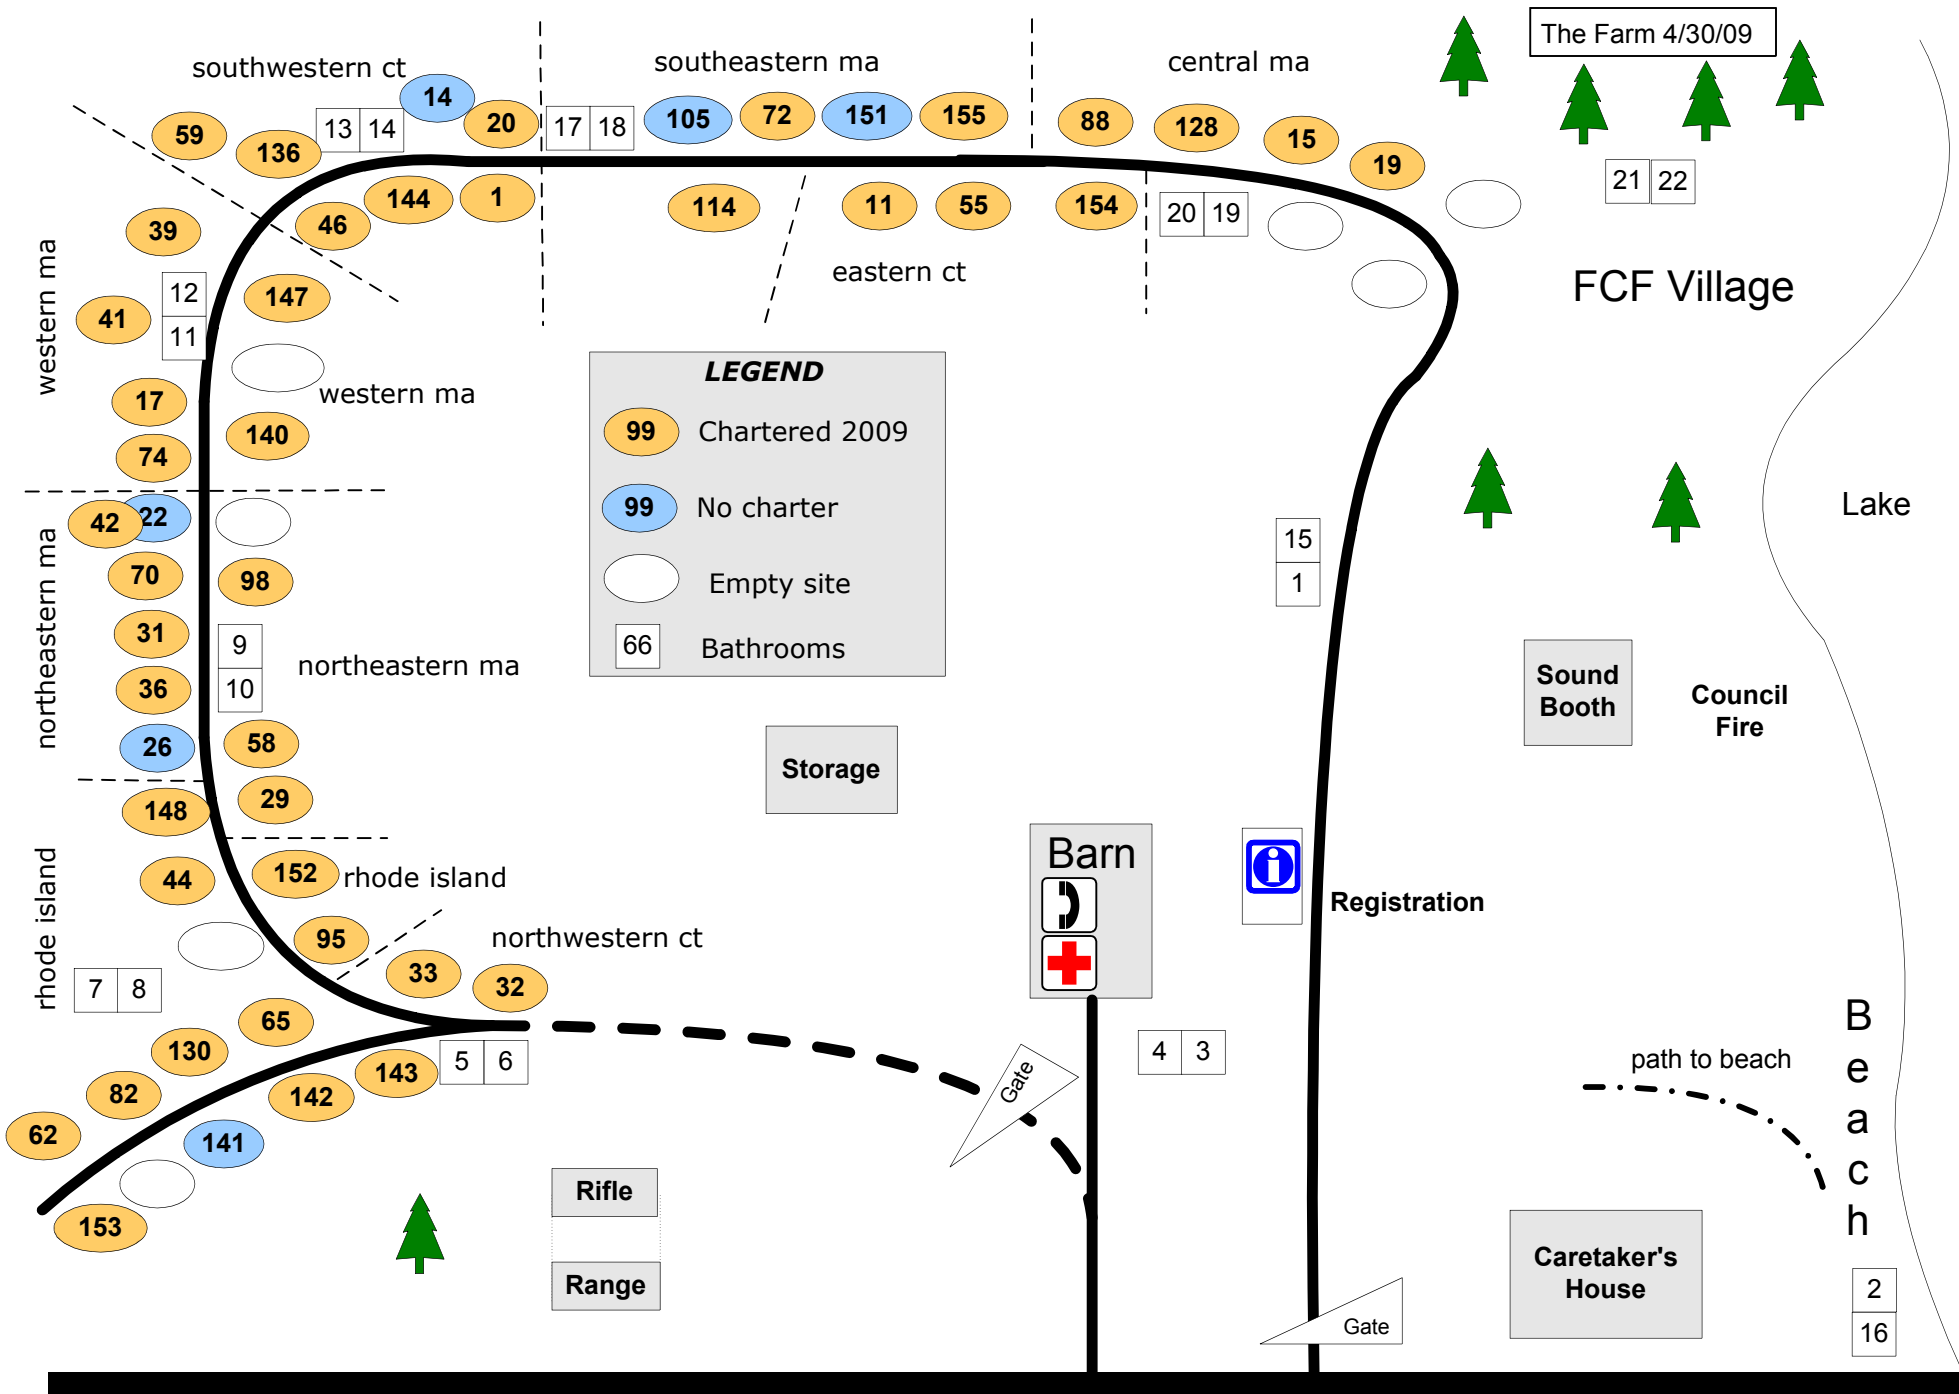 The Farm 4/30/09
southwestern ct
southeastern ma
central ma
14
20
59
136
13 14
17 18
105
72
151
155
88
128
15
19
21 22
39
46
144
1
114
11
55
154
20 19
eastern ct
FCF Village
western ma
12
11
41
147
western ma
17
140
74
LEGEND
99 Chartered 2009
99 No charter
Empty site
66 Bathrooms
Lake
northeastern ma
42
22
70
98
31
9
10
northeastern ma
36
26
58
15
1
Sound
Booth
Council
Fire
Storage
148
29
rhode island
44
152
rhode island
95
33
32
northwestern ct
Barn
i
Registration
7 8
65
130
82
62
5 6
143
142
141
153
4 3
Gate
path to beach
B
e
a
c
h
Rifle
Range
Caretaker's
House
Gate
2
16